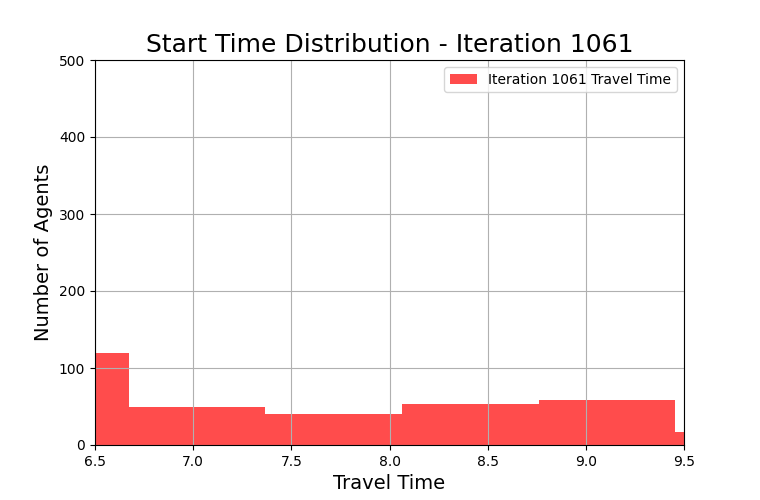 Start Time Distribution - Iteration 1061
Iteration 1061 Travel Time
Number of Agents
500
400
300
200
100
0
6.5 7.0 7.5 8.0 8.5 9.0 9.5
Travel Time